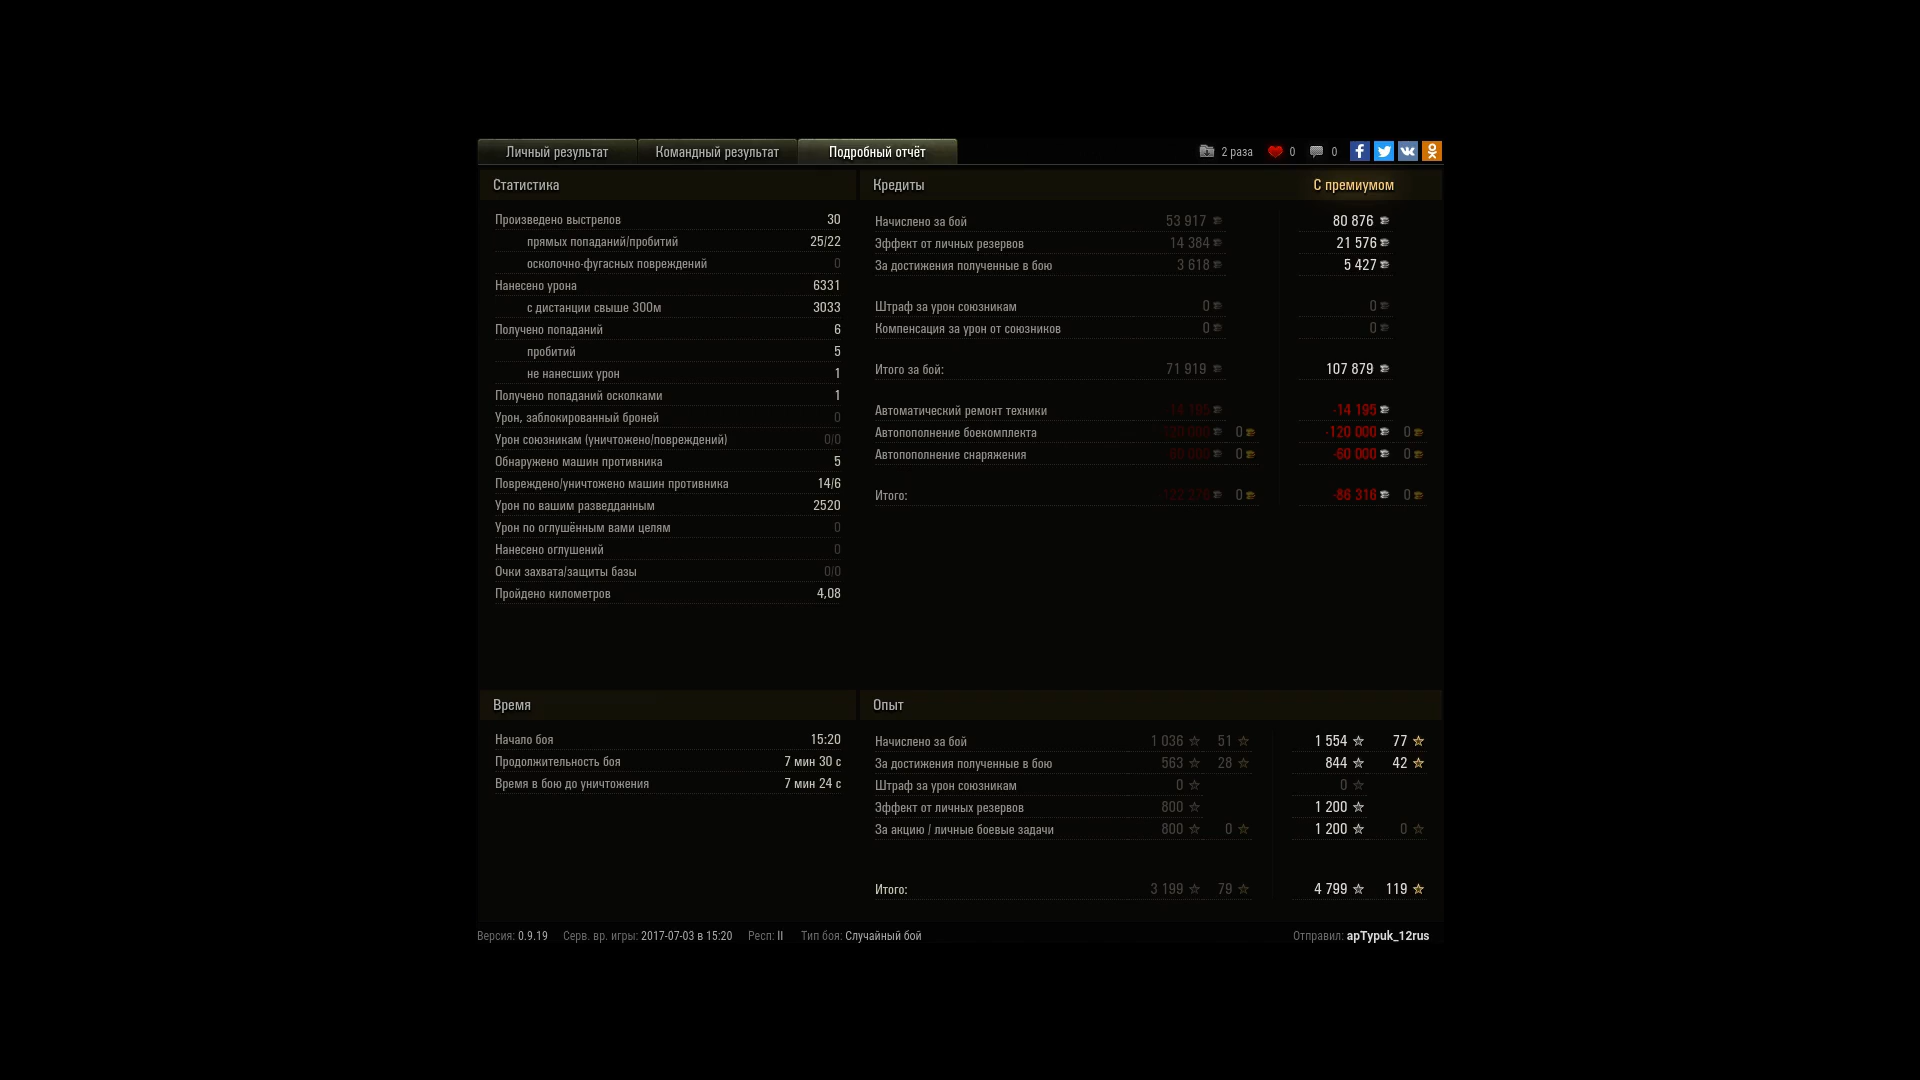 Личный результат Командный результат Подробный отчёт 2 раза 0 0
Статистика
Произведено выстрелов 30
прямых попаданий/пробитий 25/22
осколочно-фугасных повреждений 0
Нанесено урона 6331
с дистанции свыше 300м 3033
Получено попаданий 6
пробитий 5
не нанесших урон 1
Получено попаданий осколками 1
Урон, заблокированный броней 0
Урон союзникам (уничтожено/повреждений) 0/0
Обнаружено машин противника 5
Повреждено/уничтожено машин противника 14/6
Урон по вашим разведданным 2520
Урон по оглушённым вами целям 0
Нанесено оглушений 0
Очки захвата/защиты базы 0/0
Пройдено километров 4,08
Кредиты С премиумом
Начислено за бой 53 917 80 876
Эффект от личных резервов 14 384 21 576
За достижения полученные в бою 3 618 5 427
Штраф за урон союзникам 0 0
Компенсация за урон от союзников 0 0
Итого за бой: 71 919 107 879
Автоматический ремонт техники -14 195 -14 195
Автопополнение боекомплекта -120 000 0 -120 000 0
Автопополнение снаряжения -60 000 0 -60 000 0
Итого: -122 276 0 -86 316 0
Время
Начало боя 15:20
Продолжительность боя 7 мин 30 с
Время в бою до уничтожения 7 мин 24 с
Опыт
Начислено за бой 1 036 51 1 554 77
За достижения полученные в бою 563 28 844 42
Штраф за урон союзникам 0 0
Эффект от личных резервов 800 1 200
За акцию / личные боевые задачи 800 0 1 200 0
Итого: 3 199 79 4 799 119
Версия: 0.9.19 Серв. вр. игры: 2017-07-03 в 15:20 Респ: II Тип боя: Случайный бой Отправил: apTypuk_12rus